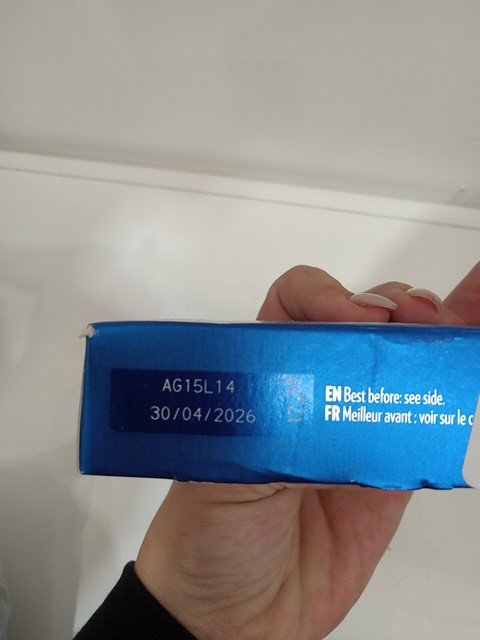 AG15L14
30/04/2026
EN Best before: see side.
FR Meilleur avant : voir sur le c